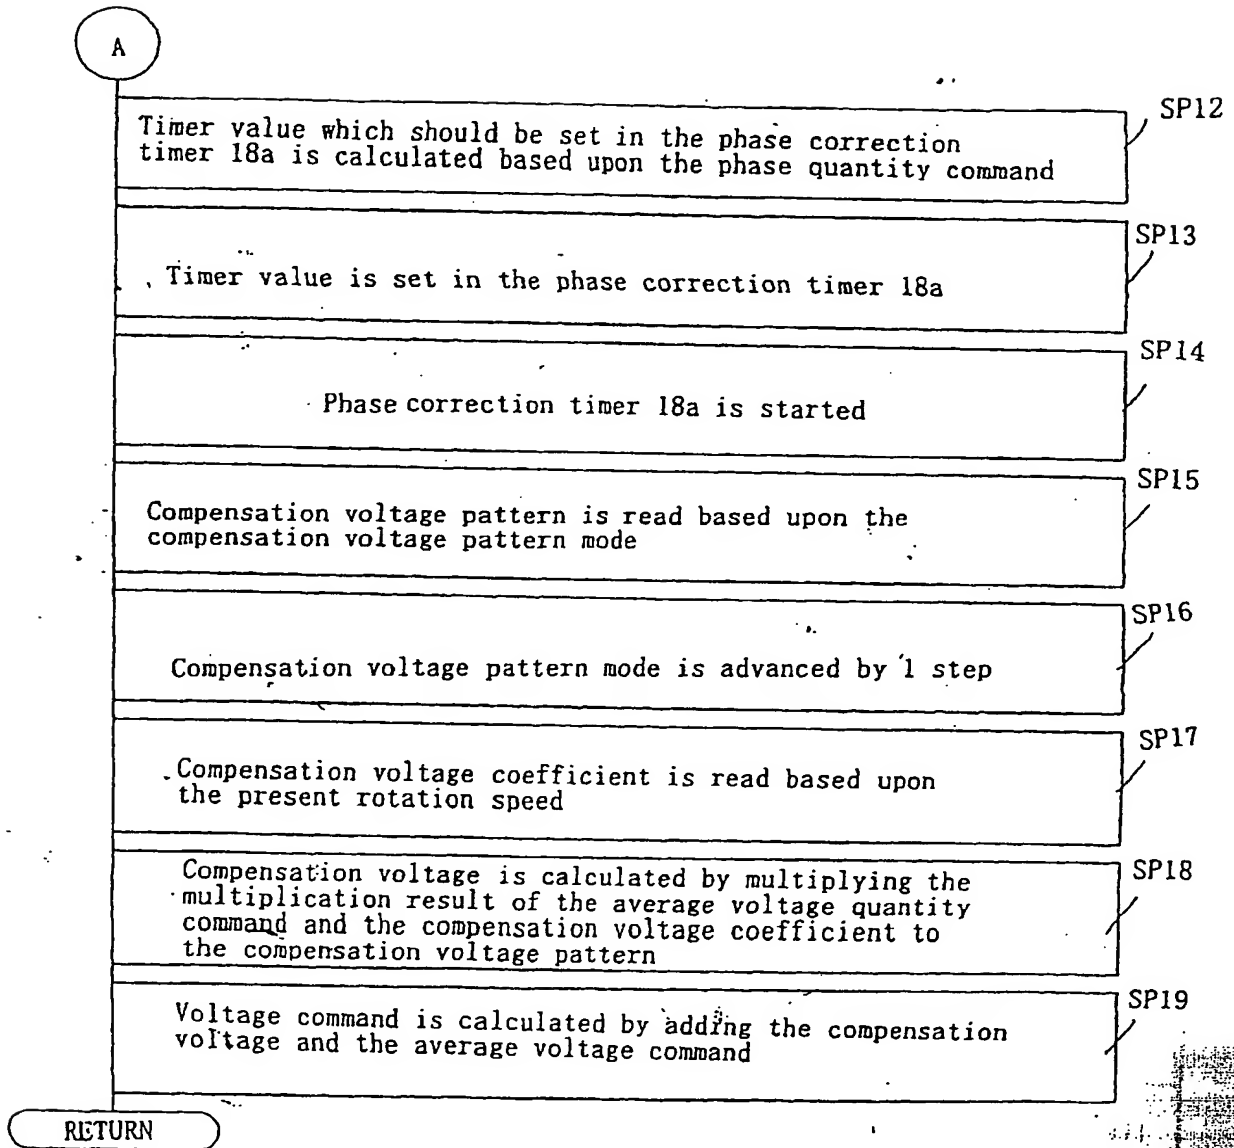 A
SP12
Timer value which should be set in the phase correction
timer 18a is calculated based upon the phase quantity command
SP13
Timer value is set in the phase correction timer 18a
SP14
Phase correction timer 18a is started
SP15
Compensation voltage pattern is read based upon the
compensation voltage pattern mode
SP16
Compensation voltage pattern mode is advanced by 1 step
SP17
Compensation voltage coefficient is read based upon
the present rotation speed
SP18
Compensation voltage is calculated by multiplying the
multiplication result of the average voltage quantity
command and the compensation voltage coefficient to
the compensation voltage pattern
SP19
Voltage command is calculated by adding the compensation
voltage and the average voltage command
RETURN